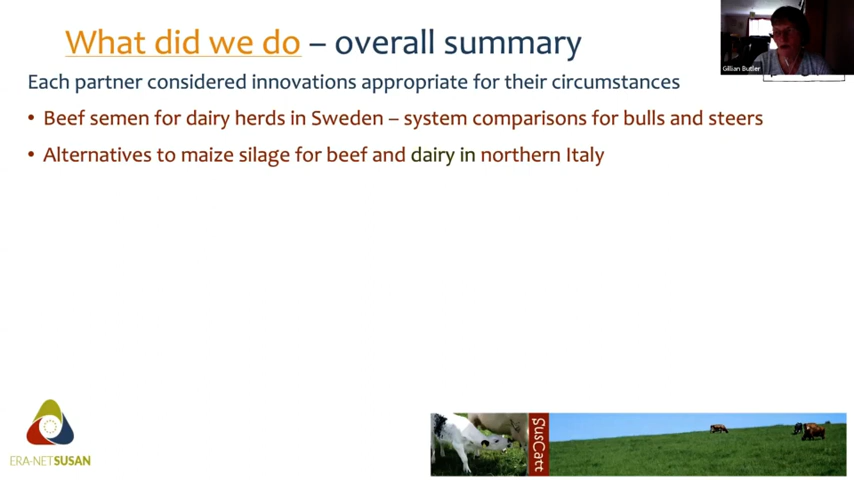 What did we do – overall summary
Gillian Butler
Each partner considered innovations appropriate for their circumstances
• Beef semen for dairy herds in Sweden – system comparisons for bulls and steers
• Alternatives to maize silage for beef and dairy in northern Italy
SusCatt
ERA-NET SUSAN